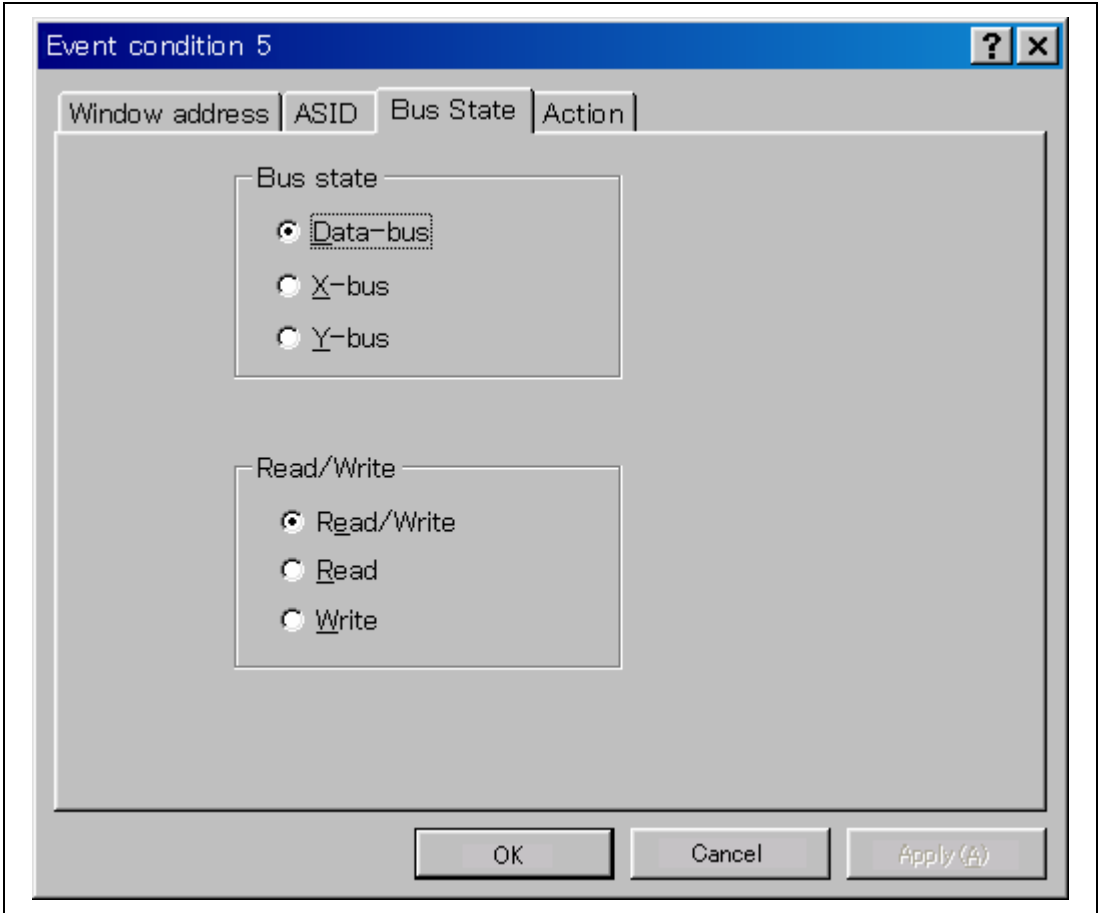 Event condition 5
Window address ASID Bus State Action
Bus state
Data-bus
X-bus
Y-bus
Read/Write
Read/Write
Read
Write
OK Cancel Apply(A)